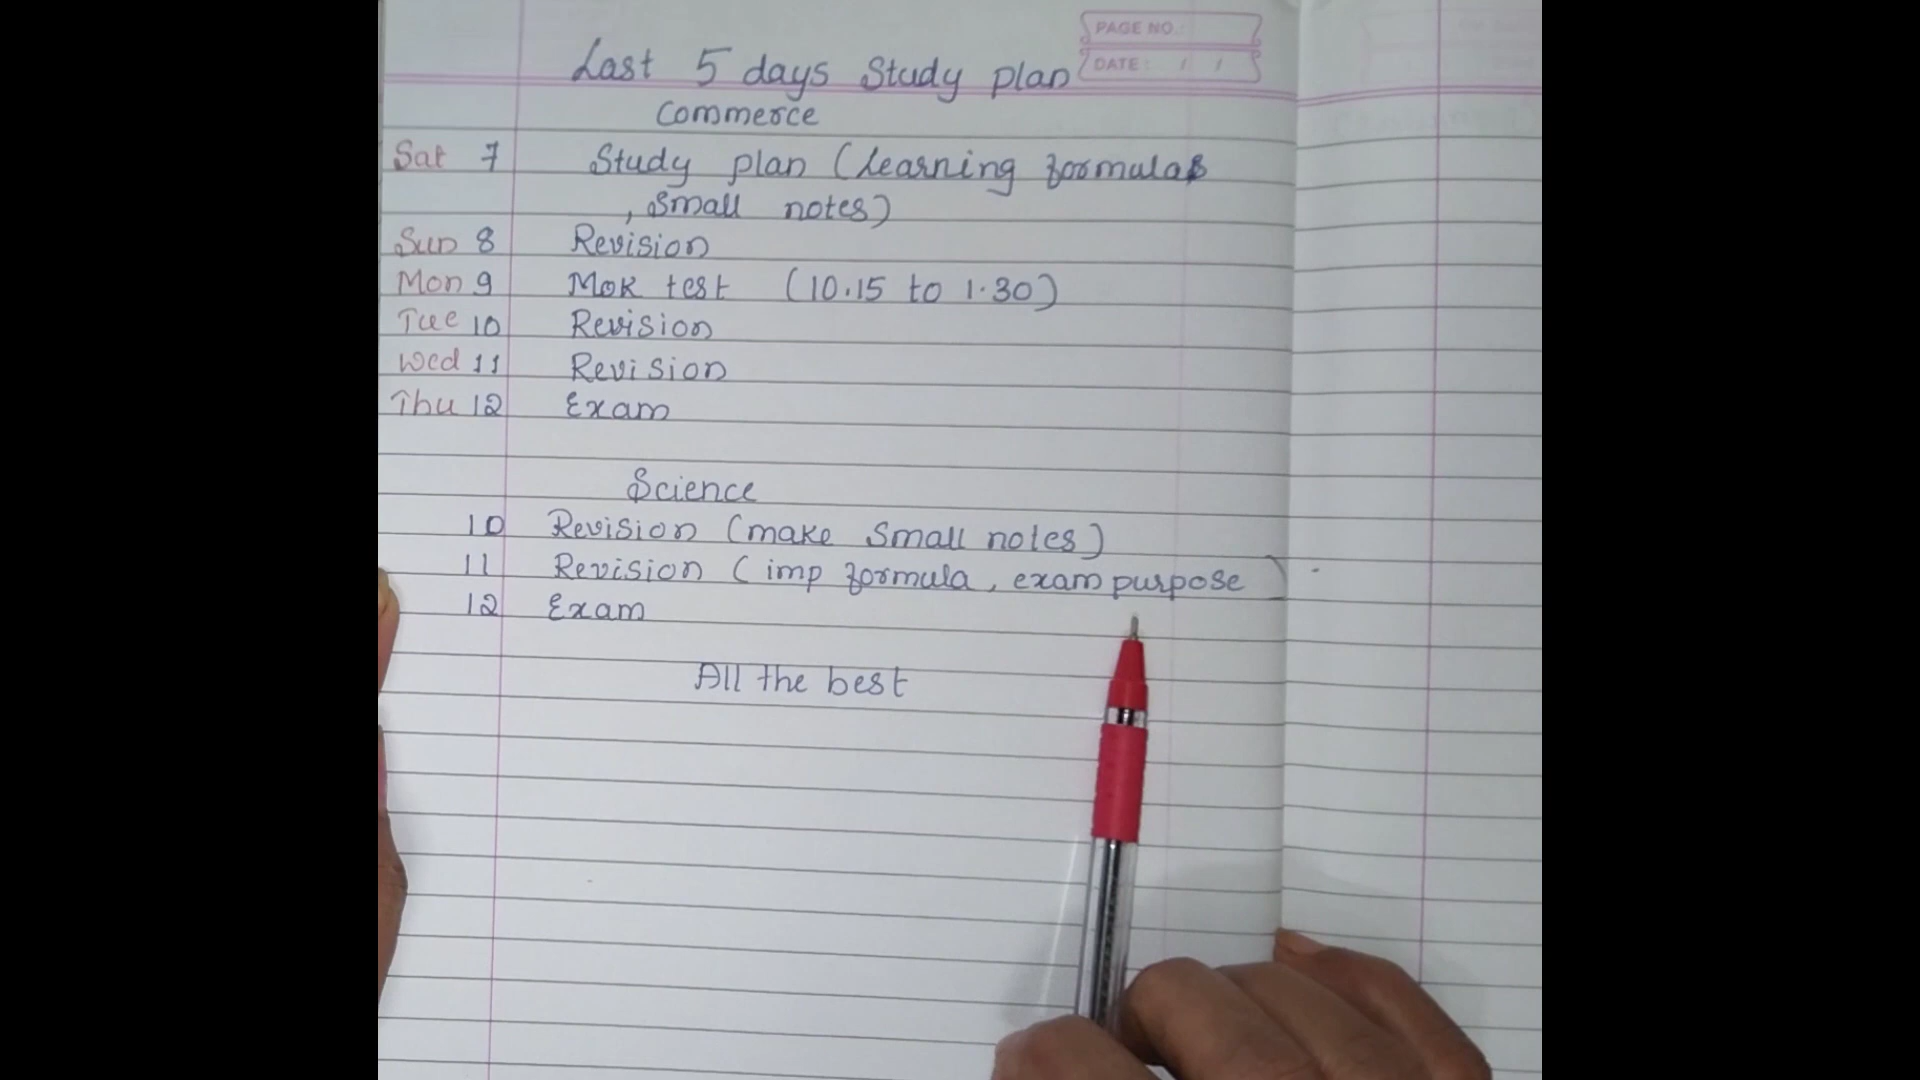 PAGE NO.:
DATE: / /
Last 5 days Study plan
Commerce
Sat 7 Study plan (Learning formulas
, Small notes)
Sun 8 Revision
Mon 9 Mok test (10.15 to 1.30)
Tue 10 Revision
Wed 11 Revision
Thu 12 Exam
Science
10 Revision (make Small notes)
11 Revision (imp formula, exam purpose)
12 Exam
All the best